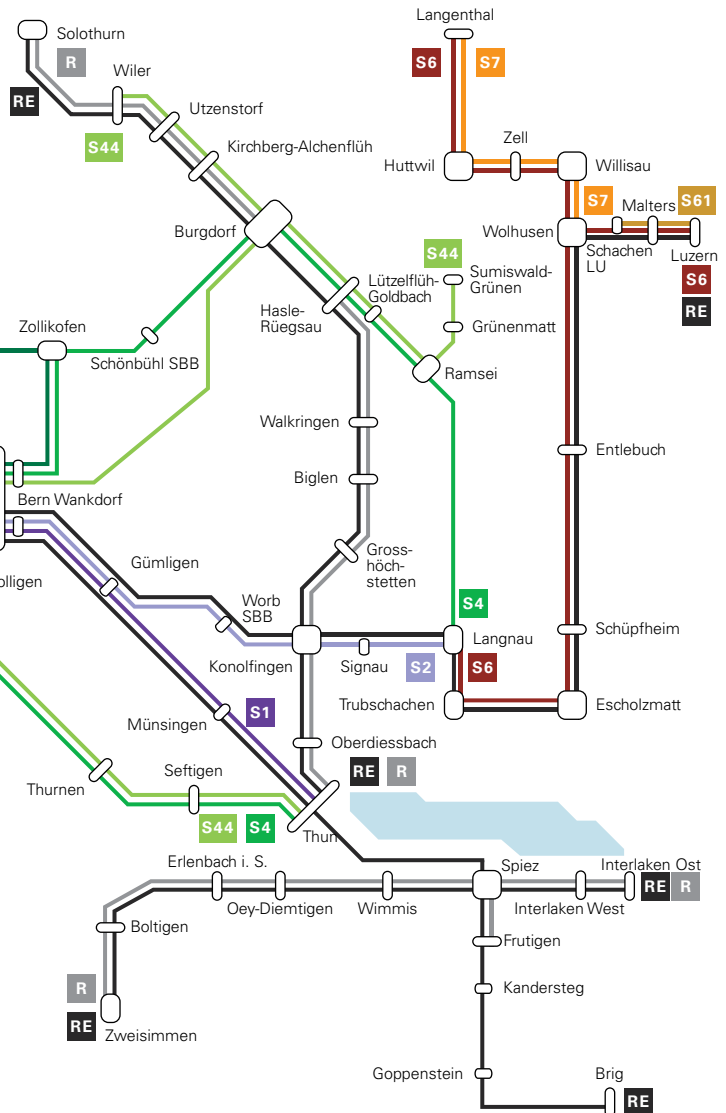 Langenthal
Solothurn
R
S6
S7
Wiler
RE
Utzenstorf
S44
Kirchberg-Alchenflüh
Zell
Huttwil
Willisau
S7
Malters
S61
Burgdorf
Wolhusen
Schachen
LU
Luzern
S44
Lützelflüh-
Goldbach
Sumiswald-
Grünen
S6
RE
Hasle-
Rüegsau
Zollikofen
Grünenmatt
Schönbühl SBB
Ramsei
Walkringen
Entlebuch
Biglen
Bern Wankdorf
Gümligen
Gross-
höch-
stetten
olligen
Worb
SBB
S4
Schüpfheim
Langnau
Konolfingen
Signau
S2
S6
Trubschachen
Escholzmatt
S1
Münsingen
Oberdiessbach
Seftigen
RE
R
Thurnen
S44
S4
Thun
Erlenbach i. S.
Spiez
Interlaken Ost
RE
R
Oey-Diemtigen
Wimmis
Interlaken West
Boltigen
Frutigen
R
Kandersteg
RE
Zweisimmen
Goppenstein
Brig
RE